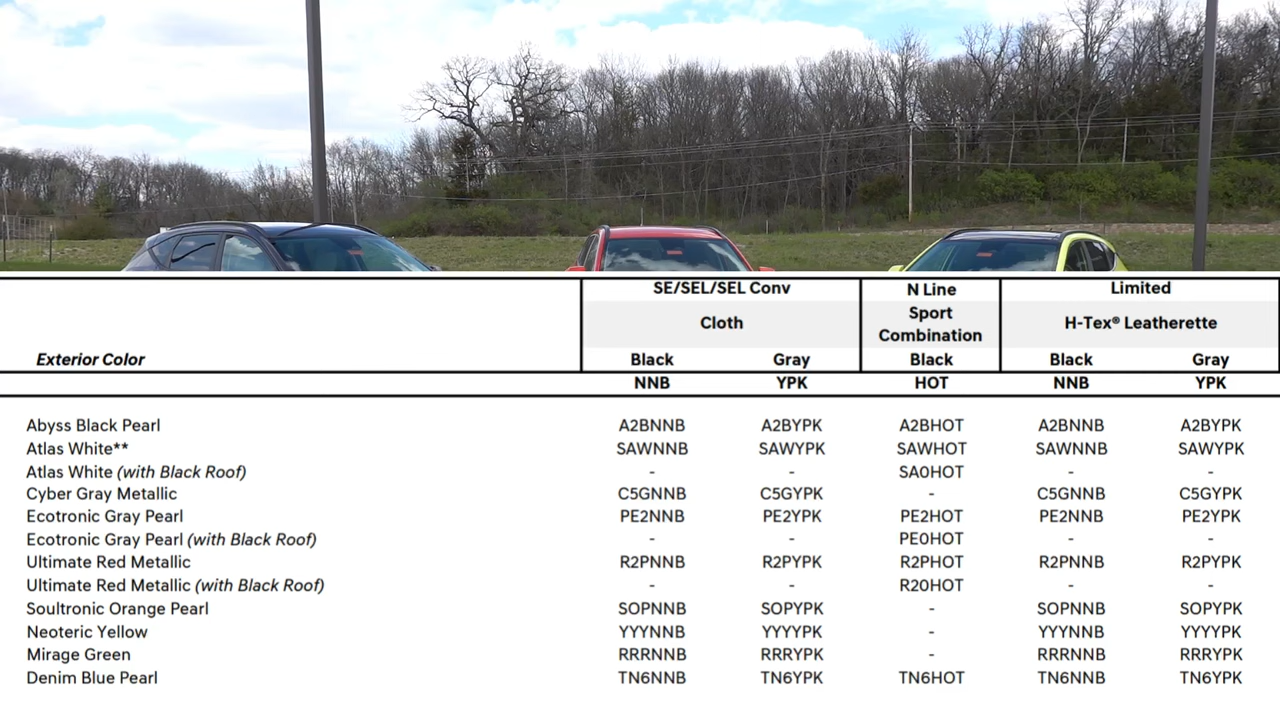 SE/SEL/SEL Conv N Line Limited
Cloth Sport Combination H-Tex® Leatherette
Exterior Color Black Gray Black Black Gray
NNB YPK HOT NNB YPK
Abyss Black Pearl A2BNNB A2BYPK A2BHOT A2BNNB A2BYPK
Atlas White** SAWNNB SAWYPK SAWHOT SAWNNB SAWYPK
Atlas White (with Black Roof) - - SA0HOT - -
Cyber Gray Metallic C5GNNB C5GYPK - C5GNNB C5GYPK
Ecotronic Gray Pearl PE2NNB PE2YPK PE2HOT PE2NNB PE2YPK
Ecotronic Gray Pearl (with Black Roof) - - PE0HOT - -
Ultimate Red Metallic R2PNNB R2PYPK R2PHOT R2PNNB R2PYPK
Ultimate Red Metallic (with Black Roof) - - R20HOT - -
Soultronic Orange Pearl SOPNNB SOPYPK - SOPNNB SOPYPK
Neoteric Yellow YYYNNB YYYYPK - YYYNNB YYYYPK
Mirage Green RRRNNB RRRYPK - RRRNNB RRRYPK
Denim Blue Pearl TN6NNB TN6YPK TN6HOT TN6NNB TN6YPK